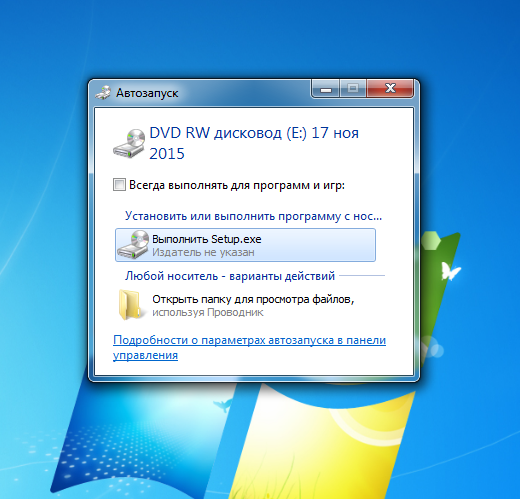 Автозапуск
DVD RW дисковод (E:) 17 ноя
2015
Всегда выполнять для программ и игр:
Установить или выполнить программу с нос...
Выполнить Setup.exe
Издатель не указан
Любой носитель - варианты действий
Открыть папку для просмотра файлов,
используя Проводник
Подробности о параметрах автозапуска в панели
управления